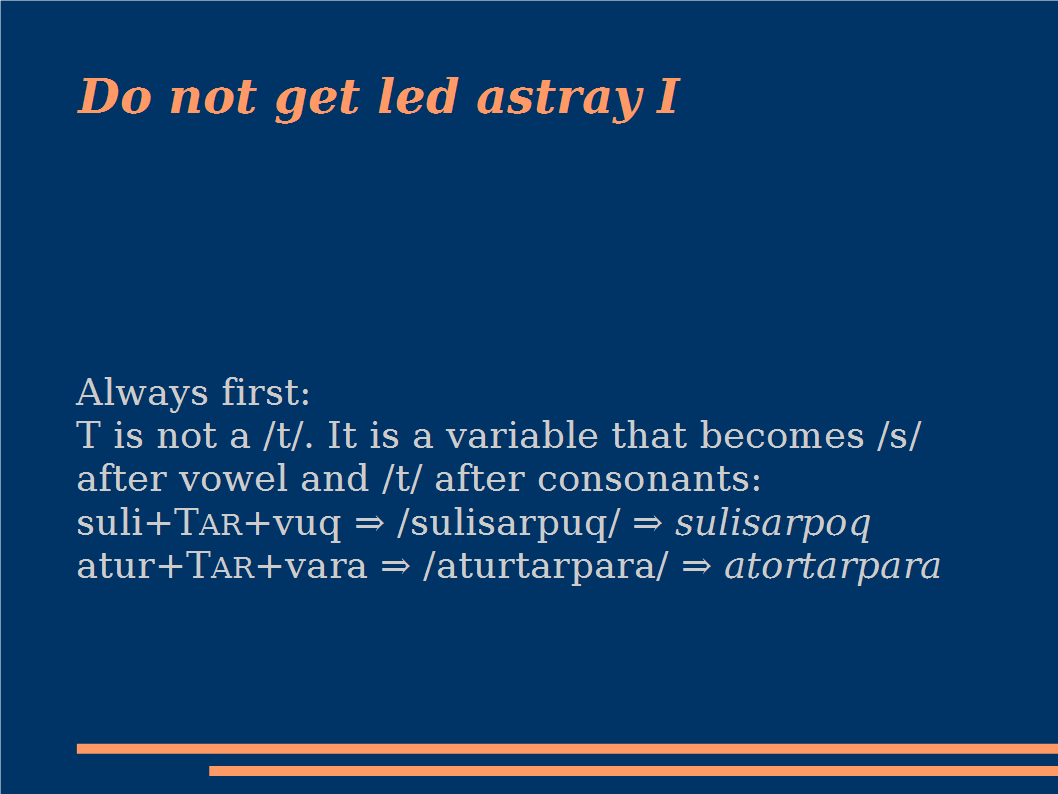 Do not get led astray I
Always first:
T is not a /t/. It is a variable that becomes /s/
after vowel and /t/ after consonants:
suli+TAR+vuq ⇒ /sulisarpuq/ ⇒ sulisarpoq
atur+TAR+vara ⇒ /aturtarpara/ ⇒ atortarpara